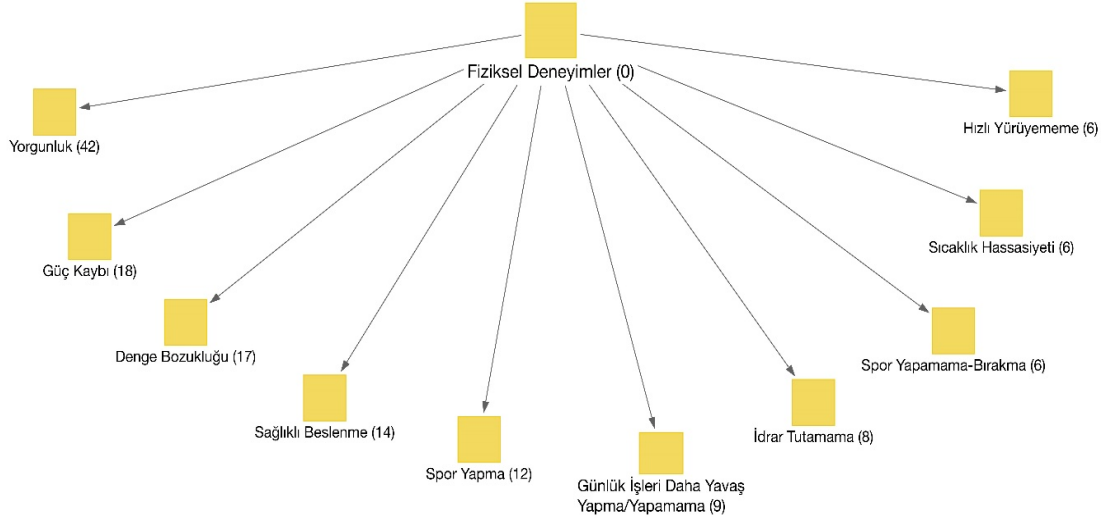 Fiziksel Deneyimler (0)
Yorgunluk (42)
Güç Kaybı (18)
Denge Bozukluğu (17)
Sağlıklı Beslenme (14)
Spor Yapma (12)
Günlük İşleri Daha Yavaş
Yapma/Yapamama (9)
İdrar Tutamama (8)
Spor Yapamama-Bırakma (6)
Sıcaklık Hassasiyeti (6)
Hızlı Yürüyememe (6)